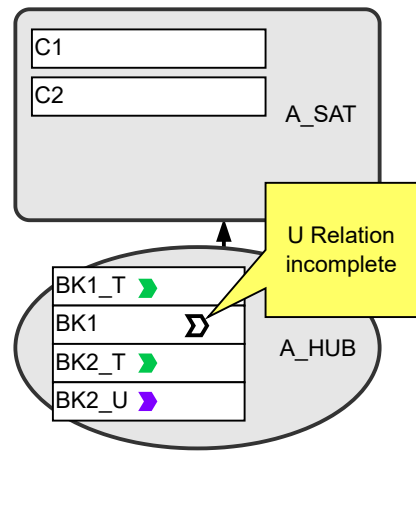 C1
C2
A_SAT
U Relation
incomplete
BK1_T
BK1
A_HUB
BK2_T
BK2_U